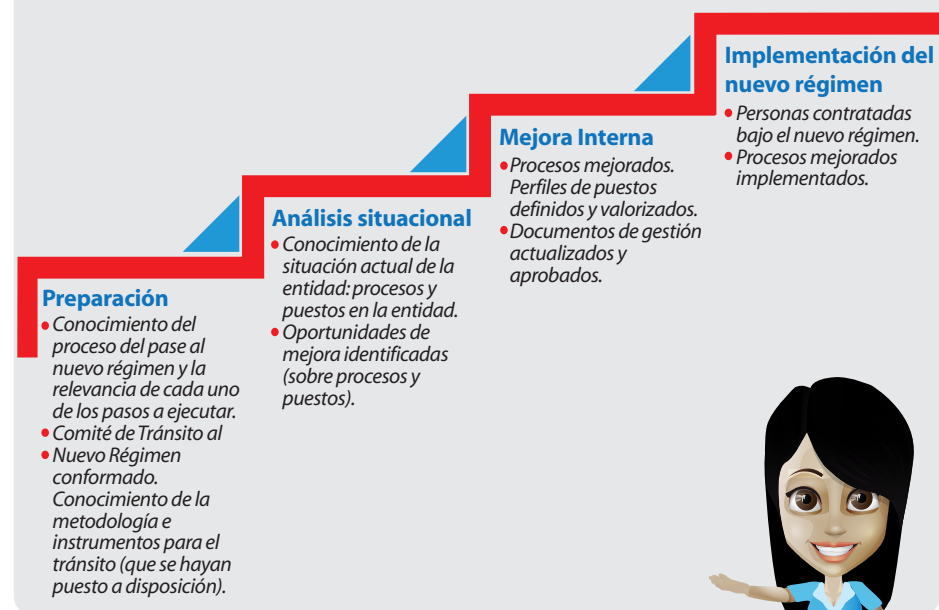 Preparación
• Conocimiento del
proceso del pase al
nuevo régimen y la
relevancia de cada uno
de los pasos a ejecutar.
• Comité de Tránsito al
• Nuevo Régimen
conformado.
Conocimiento de la
metodología e
instrumentos para el
tránsito (que se hayan
puesto a disposición).
Análisis situacional
• Conocimiento de la
situación actual de la
entidad: procesos y
puestos en la entidad.
• Oportunidades de
mejora identificadas
(sobre procesos y
puestos).
Mejora Interna
• Procesos mejorados.
Perfiles de puestos
definidos y valorizados.
• Documentos de gestión
actualizados y
aprobados.
Implementación del
nuevo régimen
• Personas contratadas
bajo el nuevo régimen.
• Procesos mejorados
implementados.